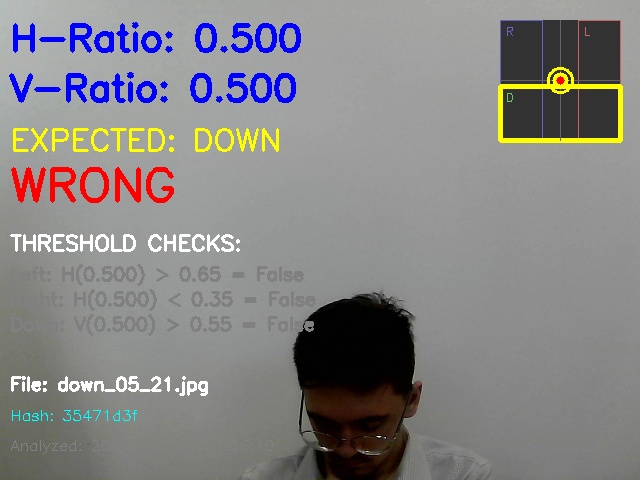 H-Ratio: 0.500
R L
V-Ratio: 0.500
D
EXPECTED: DOWN
WRONG
THRESHOLD CHECKS:
Left: H(0.500) > 0.65 = False
Right: H(0.500) < 0.35 = False
Down: V(0.500) > 0.55 = False
File: down_05_21.jpg
Hash: 35471d3f
Analyzed: